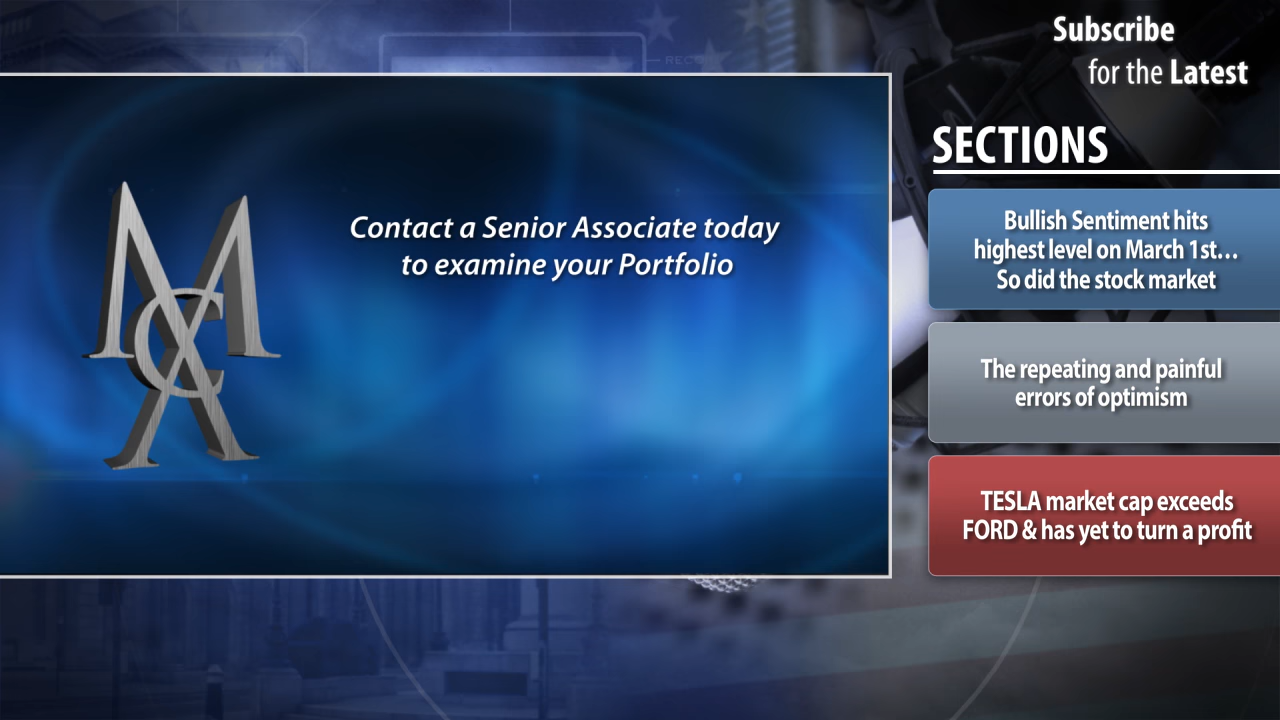 Subscribe
for the Latest
RECO
SECTIONS
Contact a Senior Associate today
to examine your Portfolio
MCA
Bullish Sentiment hits
highest level on March 1st…
So did the stock market
The repeating and painful
errors of optimism
TESLA market cap exceeds
FORD & has yet to turn a profit